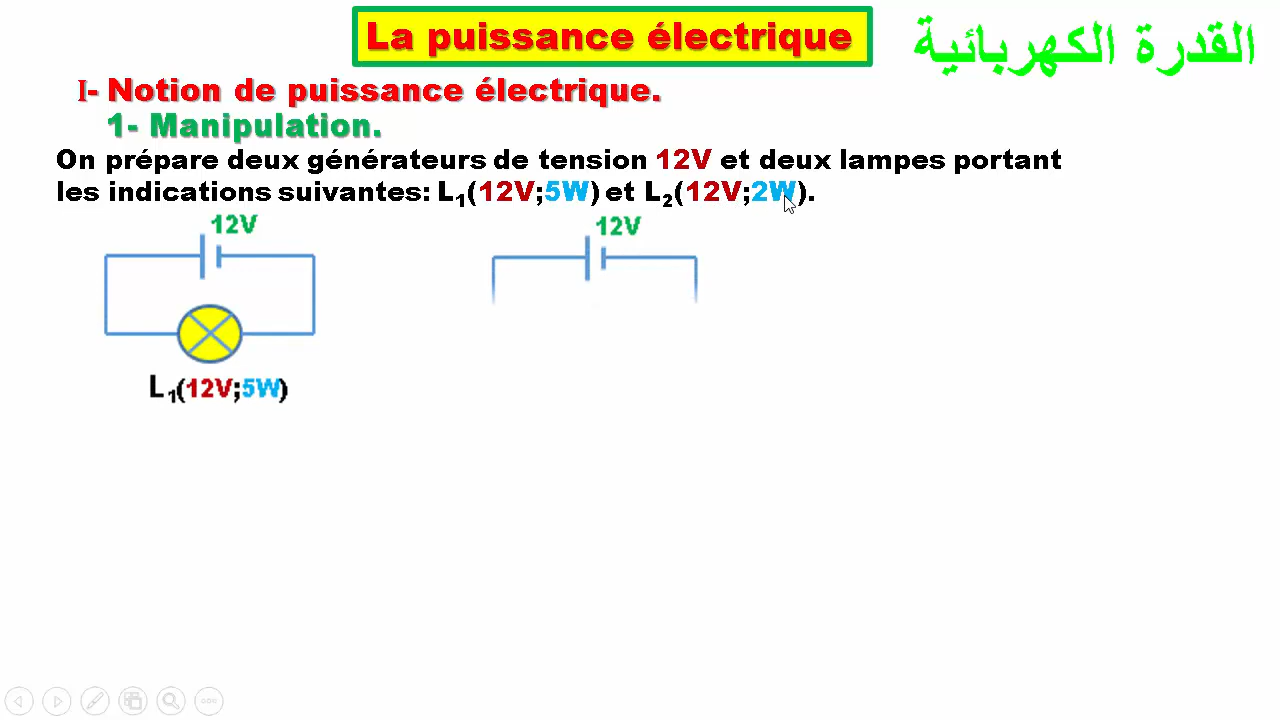 La puissance électrique
القدرة الكهربائية
I- Notion de puissance électrique.
1- Manipulation.
On prépare deux générateurs de tension 12V et deux lampes portant
les indications suivantes: L1(12V;5W) et L2(12V;2W).
12V
12V
L1(12V;5W)